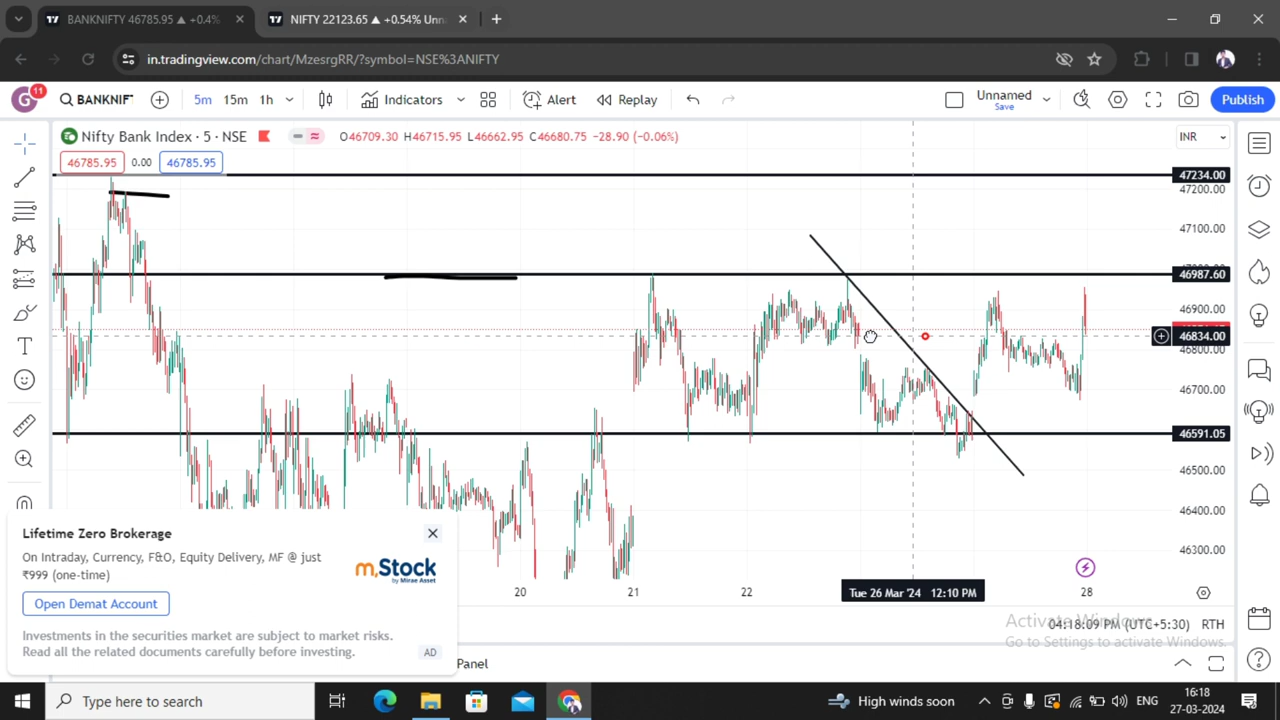 BANKNIFTY 46785.95 ▲ +0.4%
NIFTY 22123.65 ▲ +0.54% Unn
in.tradingview.com/chart/MzesrgRR/?symbol=NSE%3ANIFTY
G 11
BANKNIF
5m 15m 1h
Indicators
Alert
Replay
Unnamed
Save
Publish
Nifty Bank Index · 5 · NSE
O46709.30 H46715.95 L46662.95 C46680.75 -28.90 (-0.06%)
INR
46785.95 0.00 46785.95
47234.00
47200.00
47100.00
46987.60
46900.00
46834.00
46800.00
46700.00
46591.05
46500.00
46400.00
46300.00
Lifetime Zero Brokerage
On Intraday, Currency, F&O, Equity Delivery, MF @ just
₹999 (one-time)
m.Stock
by Mirae Asset
Open Demat Account
Investments in the securities market are subject to market risks.
Read all the related documents carefully before investing.
AD
20 21 22 Tue 26 Mar '24 12:10 PM 28
Activate Windows
04:18:09 PM (UTC+5:30) RTH
Go to Settings to activate Windows.
Panel
Type here to search
High winds soon
ENG
16:18
27-03-2024